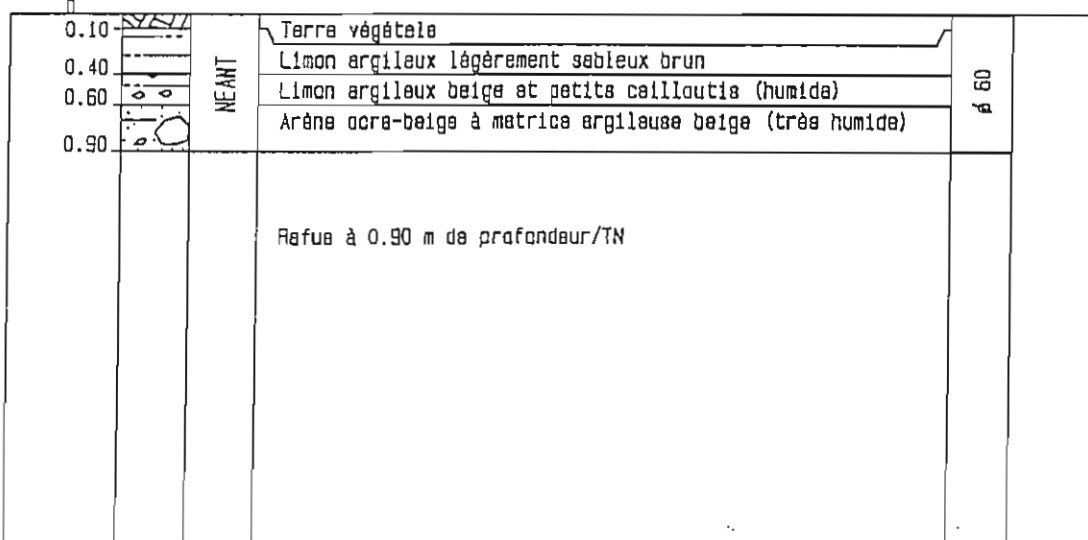 0.10
Terre végétale
0.40
Limon argileux légèrement sableux brun
0.60
Limon argileux beige et petits cailloutis (humide)
Arène ocre-beige à matrice argileuse beige (très humide)
0.90
NEANT
ø 60
Refus à 0.90 m de profondeur/TN